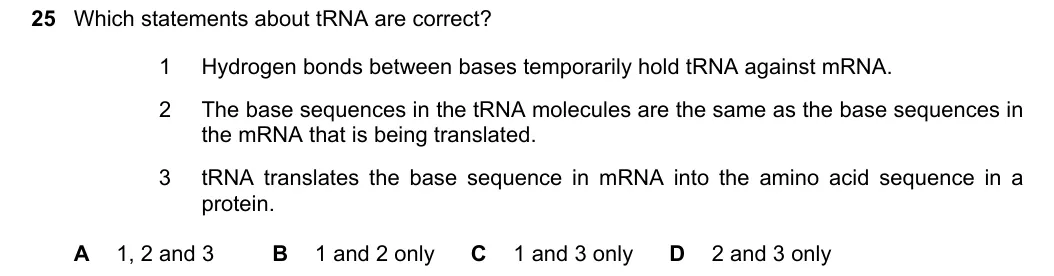 25 Which statements about tRNA are correct?
1 Hydrogen bonds between bases temporarily hold tRNA against mRNA.
2 The base sequences in the tRNA molecules are the same as the base sequences in
the mRNA that is being translated.
3 tRNA translates the base sequence in mRNA into the amino acid sequence in a
protein.
A 1, 2 and 3 B 1 and 2 only C 1 and 3 only D 2 and 3 only